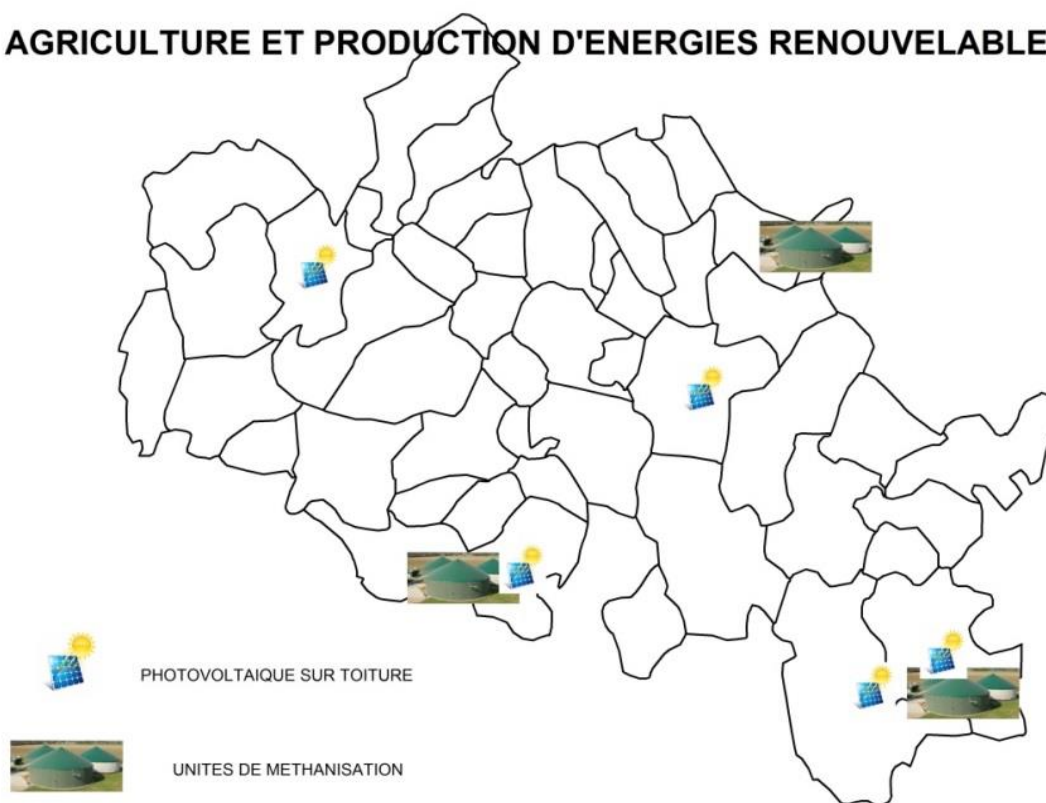 AGRICULTURE ET PRODUCTION D'ENERGIES RENOUVELABLE
PHOTOVOLTAIQUE SUR TOITURE
UNITES DE METHANISATION